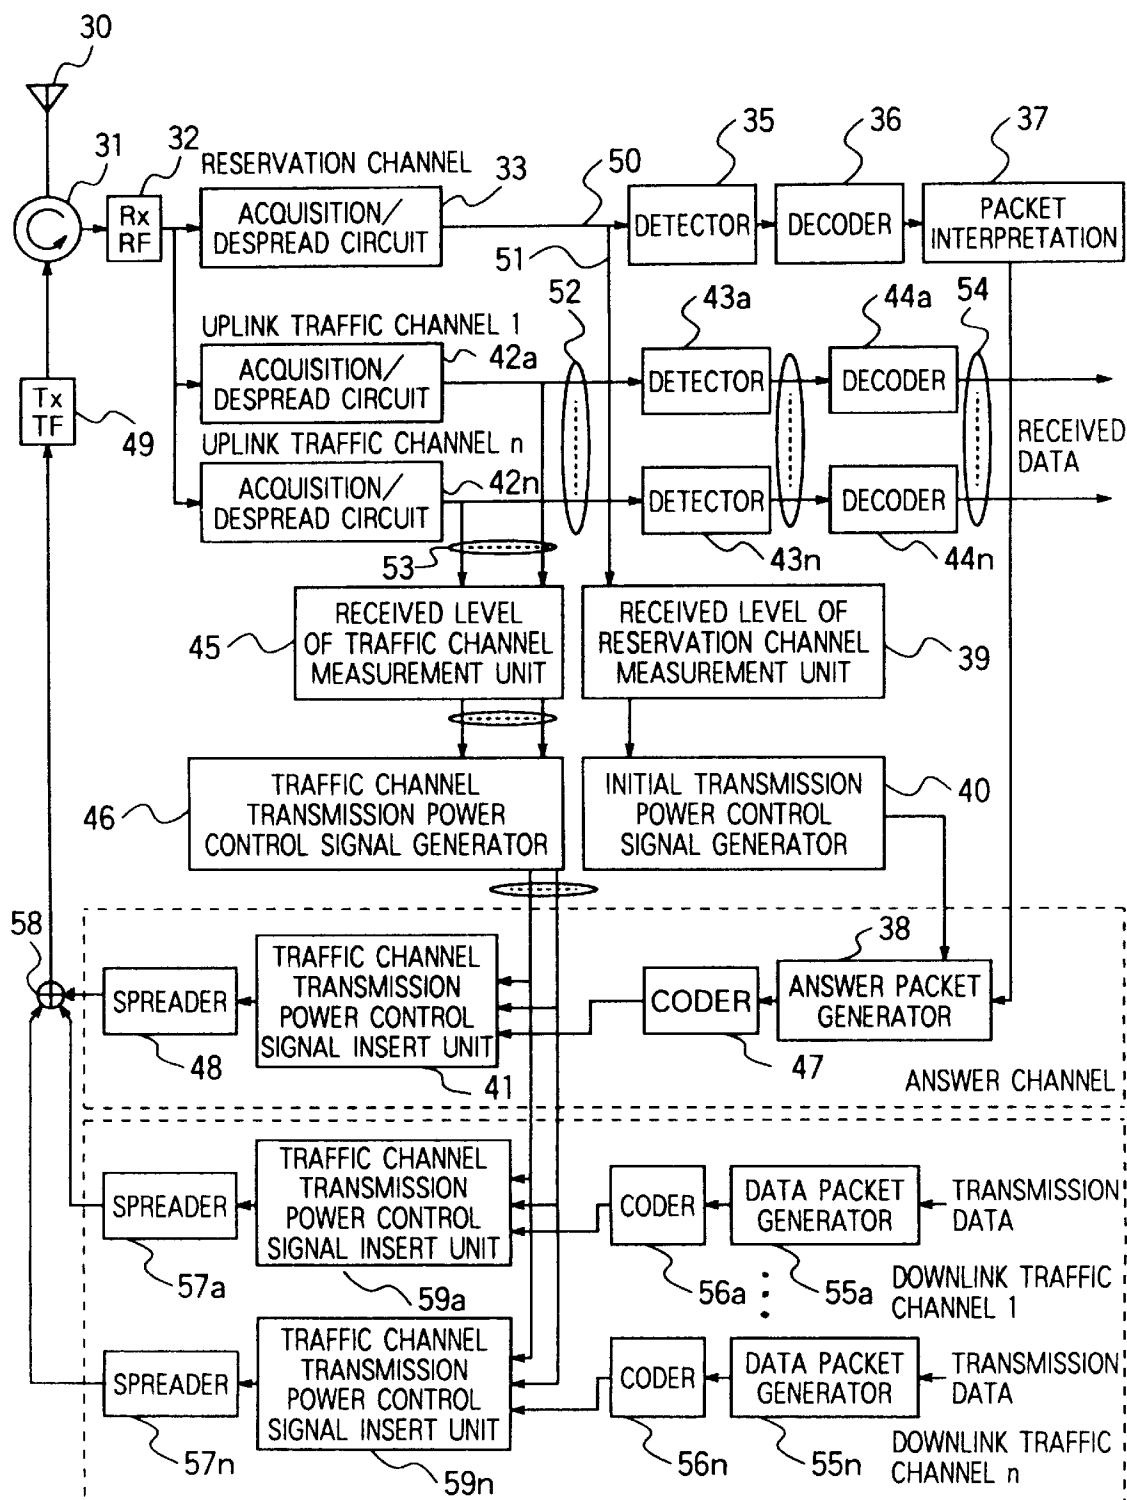 30
31
32
RESERVATION CHANNEL
33
50
35
36
37
Rx
RF
ACQUISITION/
DESPREAD CIRCUIT
DETECTOR
DECODER
PACKET
INTERPRETATION
51
52
43a
44a
54
UPLINK TRAFFIC CHANNEL 1
42a
ACQUISITION/
DESPREAD CIRCUIT
DETECTOR
DECODER
Tx
TF
49
UPLINK TRAFFIC CHANNEL n
42n
RECEIVED
DATA
ACQUISITION/
DESPREAD CIRCUIT
DETECTOR
DECODER
53
43n
44n
45
RECEIVED LEVEL
OF TRAFFIC CHANNEL
MEASUREMENT UNIT
RECEIVED LEVEL OF
RESERVATION CHANNEL
MEASUREMENT UNIT
39
46
TRAFFIC CHANNEL
TRANSMISSION POWER
CONTROL SIGNAL GENERATOR
INITIAL TRANSMISSION
POWER CONTROL
SIGNAL GENERATOR
40
58
38
SPREADER
48
TRAFFIC CHANNEL
TRANSMISSION
POWER CONTROL
SIGNAL INSERT UNIT
41
CODER
47
ANSWER PACKET
GENERATOR
ANSWER CHANNEL
SPREADER
57a
TRAFFIC CHANNEL
TRANSMISSION
POWER CONTROL
SIGNAL INSERT UNIT
59a
CODER
56a
DATA PACKET
GENERATOR
55a
TRANSMISSION
DATA
DOWNLINK TRAFFIC
CHANNEL 1
SPREADER
57n
TRAFFIC CHANNEL
TRANSMISSION
POWER CONTROL
SIGNAL INSERT UNIT
59n
CODER
56n
DATA PACKET
GENERATOR
55n
TRANSMISSION
DATA
DOWNLINK TRAFFIC
CHANNEL n